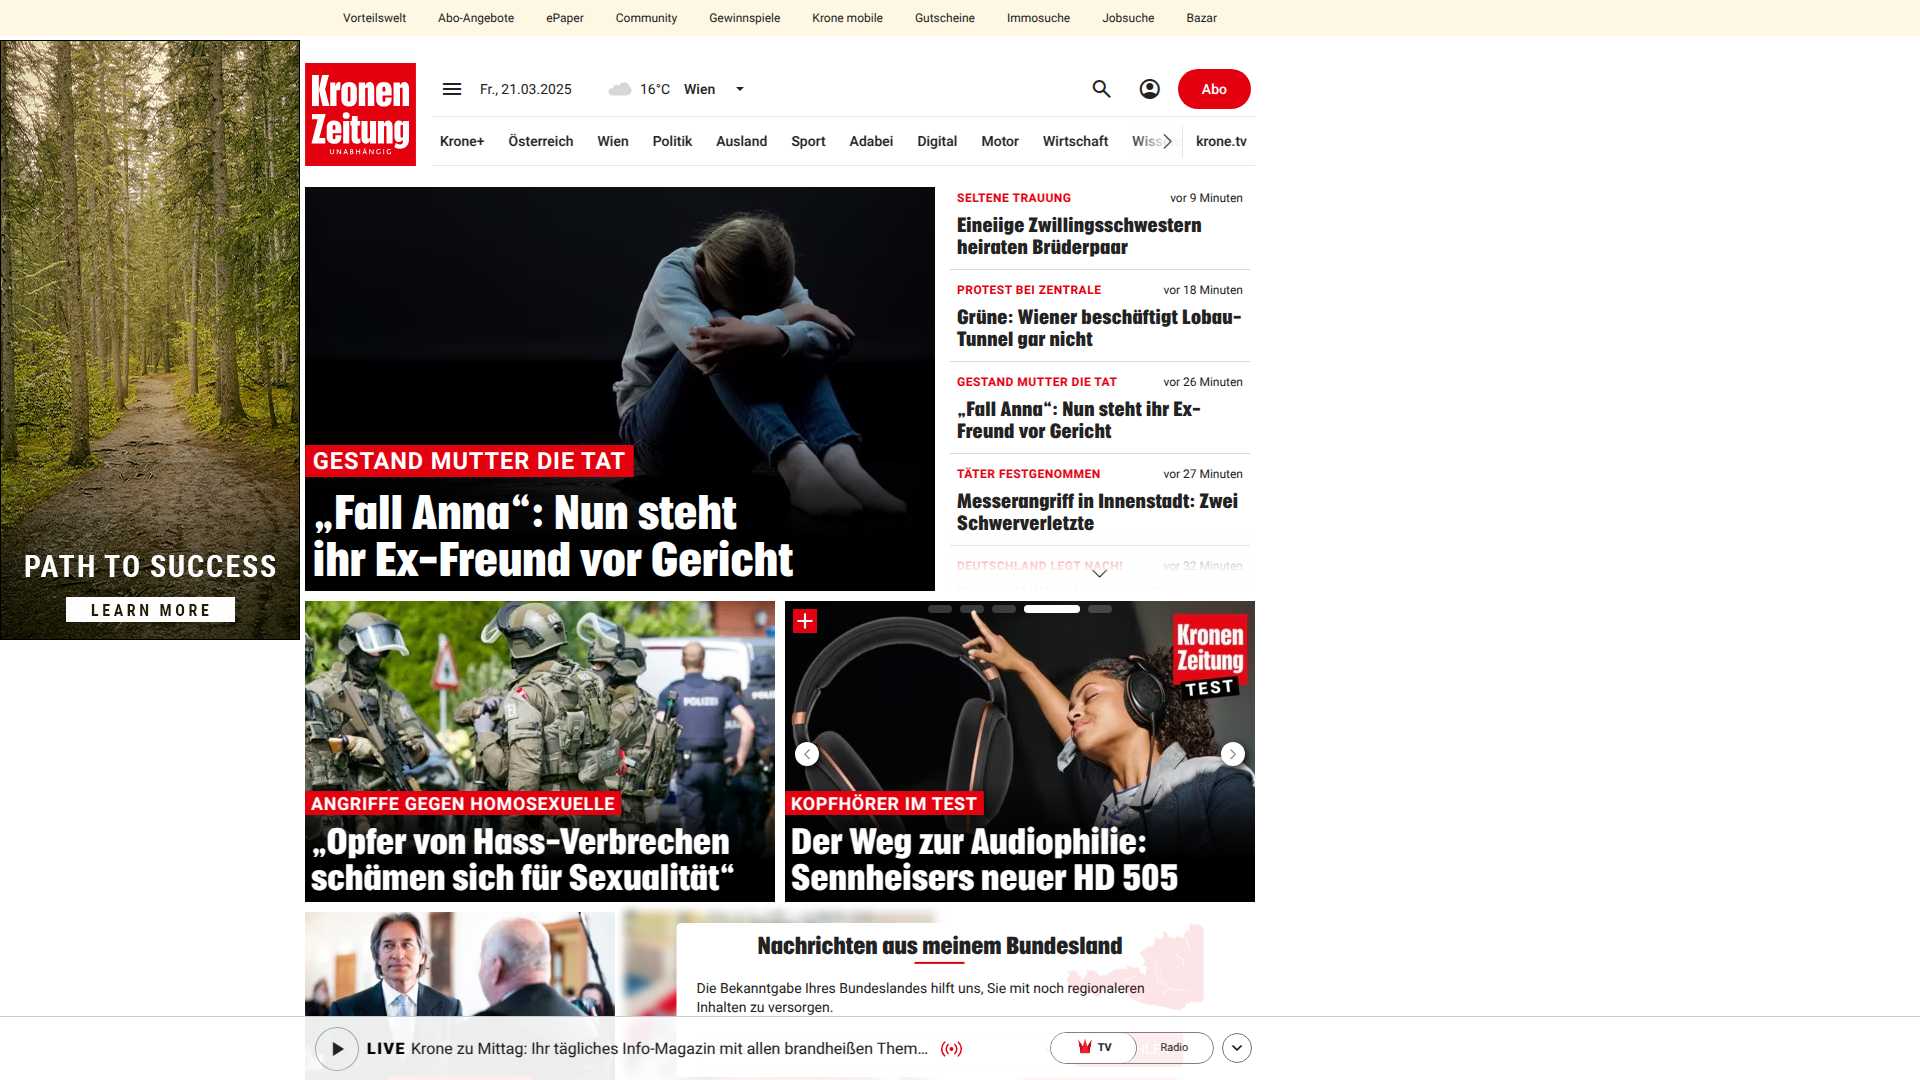 Vorteilswelt Abo-Angebote ePaper Community Gewinnspiele Krone mobile Gutscheine Immosuche Jobsuche Bazar
Kronen
Zeitung
UNABHÄNGIG
Fr., 21.03.2025 16°C Wien
Abo
Krone+ Österreich Wien Politik Ausland Sport Adabei Digital Motor Wirtschaft krone.tv
PATH TO SUCCESS
LEARN MORE
GESTAND MUTTER DIE TAT
„Fall Anna“: Nun steht
ihr Ex-Freund vor Gericht
SELTENE TRAUUNG vor 9 Minuten
Eineiige Zwillingsschwestern
heiraten Brüderpaar
PROTEST BEI ZENTRALE vor 18 Minuten
Grüne: Wiener beschäftigt Lobau-
Tunnel gar nicht
GESTAND MUTTER DIE TAT vor 26 Minuten
„Fall Anna“: Nun steht ihr Ex-
Freund vor Gericht
TÄTER FESTGENOMMEN vor 27 Minuten
Messerangriff in Innenstadt: Zwei
Schwerverletzte
DEUTSCHLAND LEGT NACH! vor 32 Minuten
POLIZEI
ANGRIFFE GEGEN HOMOSEXUELLE
„Opfer von Hass-Verbrechen
schämen sich für Sexualität“
Kronen
Zeitung
TEST
KOPFHÖRER IM TEST
Der Weg zur Audiophilie:
Sennheisers neuer HD 505
Nachrichten aus meinem Bundesland
Die Bekanntgabe Ihres Bundeslandes hilft uns, Sie mit noch regionaleren
Inhalten zu versorgen.
LIVE Krone zu Mittag: Ihr tägliches Info-Magazin mit allen brandheißen Them...
TV Radio